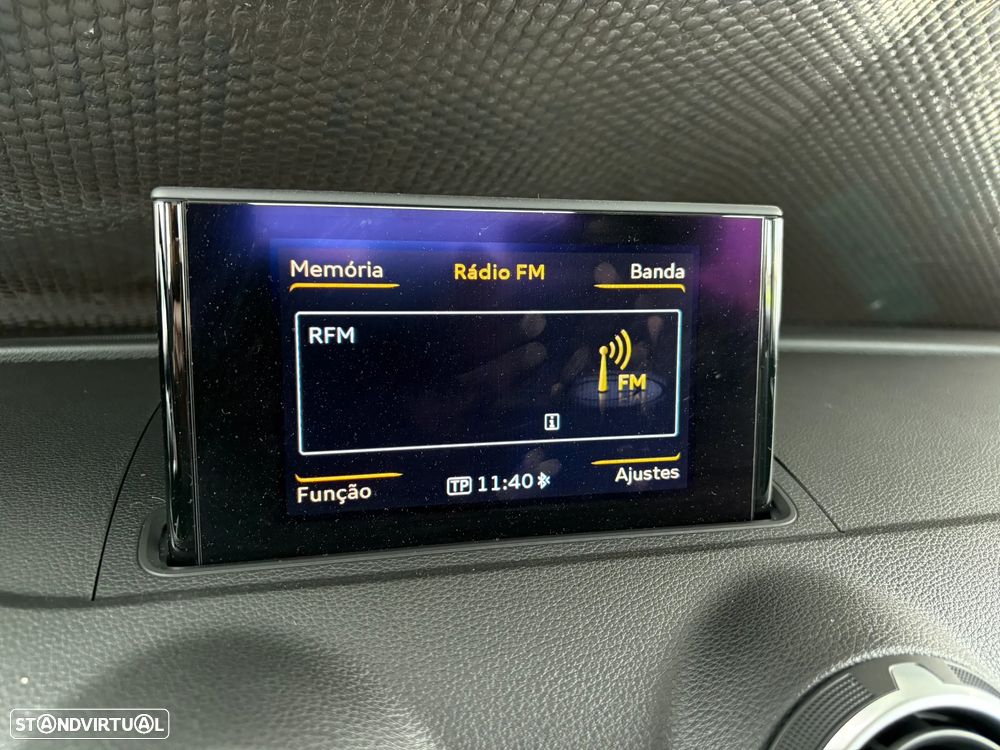 Memória Rádio FM Banda
RFM
FM
i
Função TP 11:40 Ajustes
STANDVIRTUAL